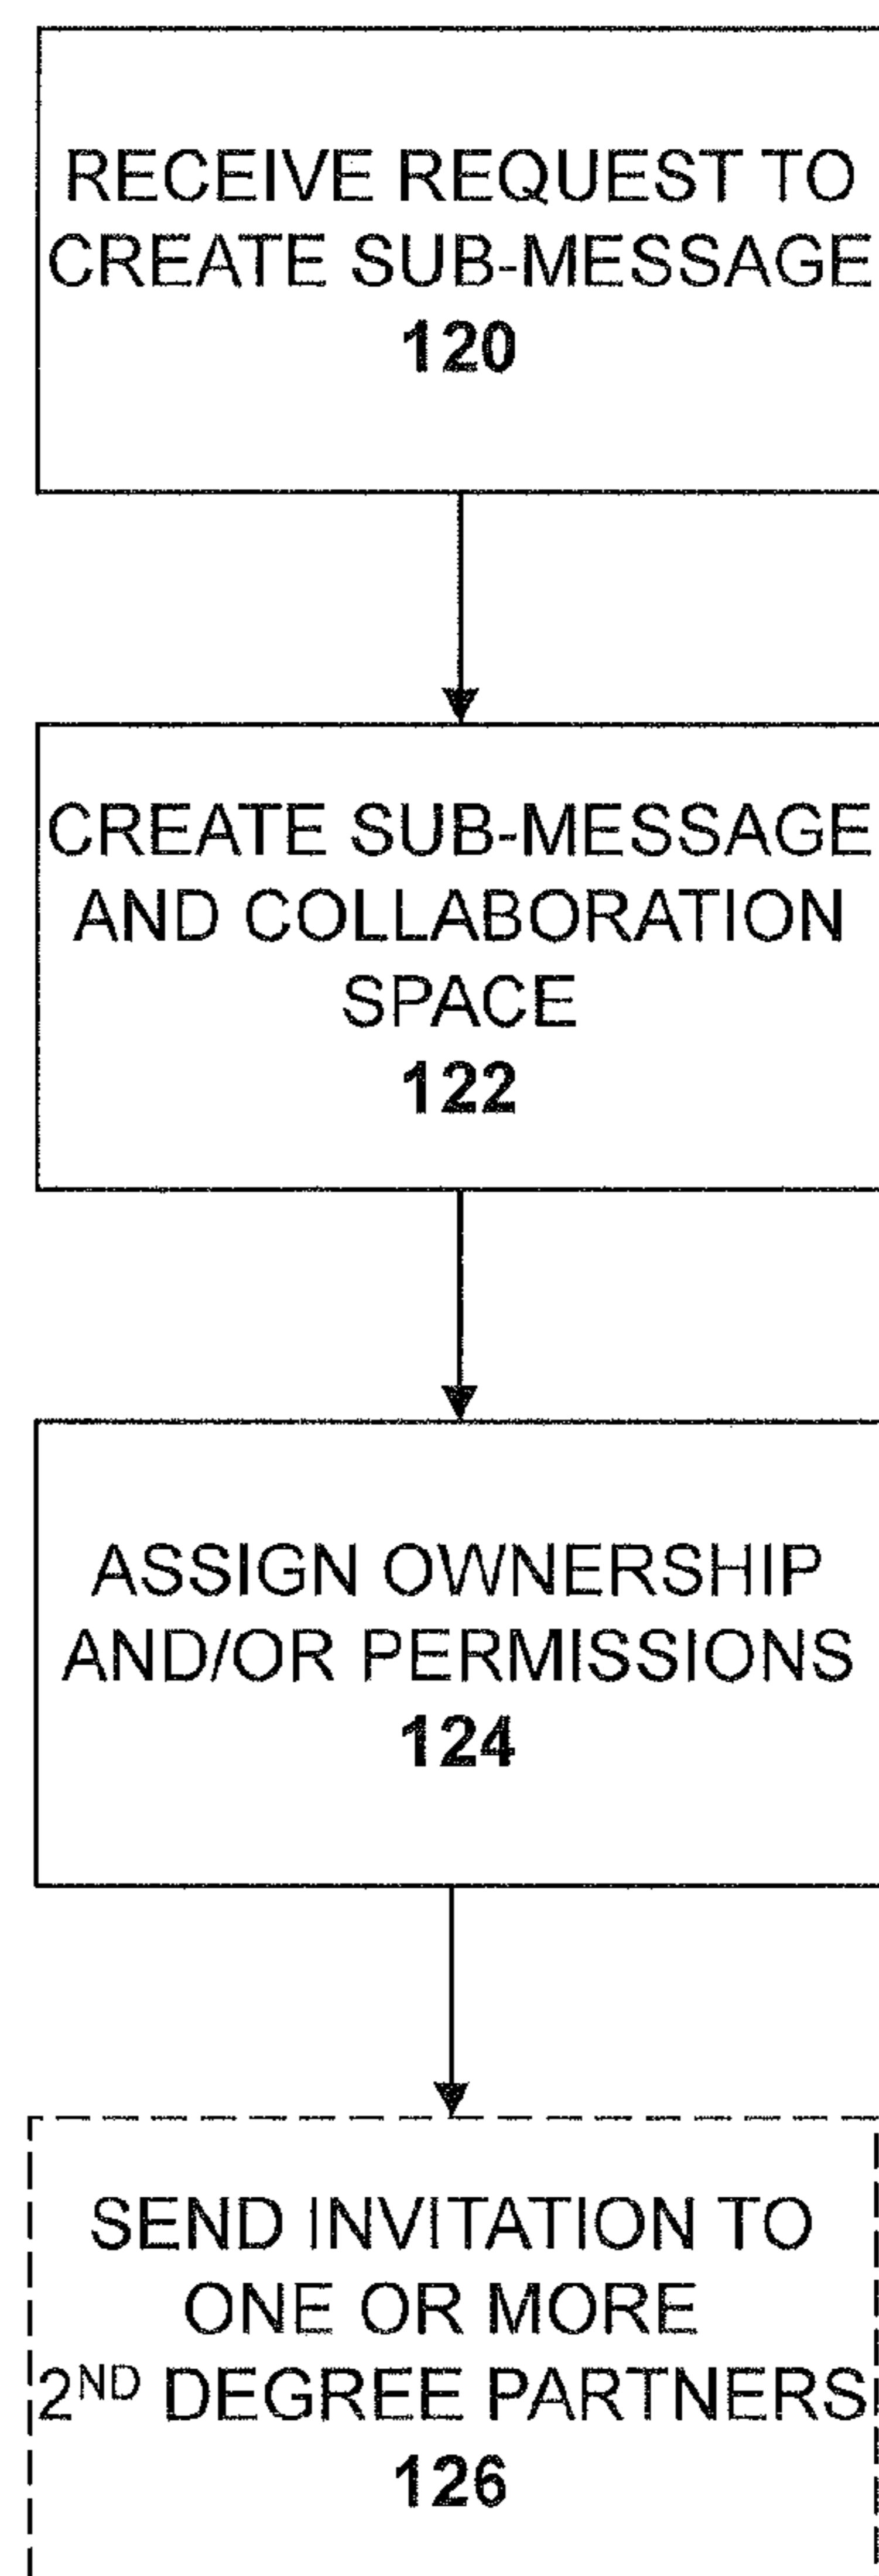 RECEIVE REQUEST TO
CREATE SUB-MESSAGE
120
CREATE SUB-MESSAGE
AND COLLABORATION
SPACE
122
ASSIGN OWNERSHIP
AND/OR PERMISSIONS
124
SEND INVITATION TO
ONE OR MORE
2ND DEGREE PARTNERS
126